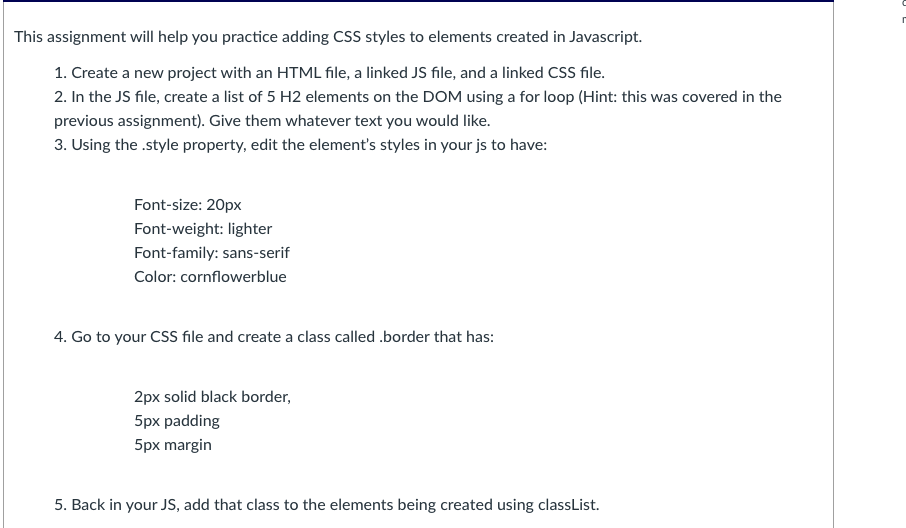 This assignment will help you practice adding CSS styles to elements created in Javascript.
1. Create a new project with an HTML file, a linked JS file, and a linked CSS file.
2. In the JS file, create a list of 5 H2 elements on the DOM using a for loop (Hint: this was covered in the
previous assignment). Give them whatever text you would like.
3. Using the .style property, edit the element's styles in your js to have:
Font-size: 20px
Font-weight: lighter
Font-family: sans-serif
Color: cornflowerblue
4. Go to your CSS file and create a class called .border that has:
2px solid black border,
5px padding
5px margin
5. Back in your JS, add that class to the elements being created using classList.